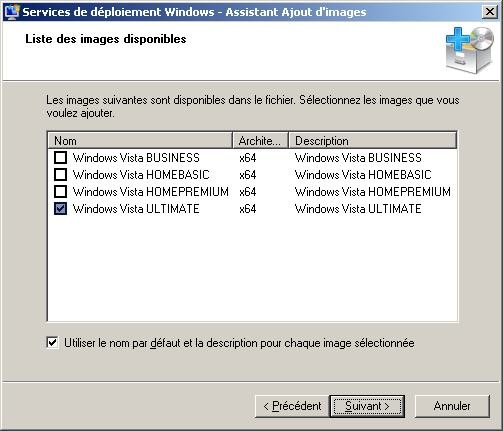 Services de déploiement Windows - Assistant Ajout d'images
Liste des images disponibles
Les images suivantes sont disponibles dans le fichier. Sélectionnez les images que vous
voulez ajouter.
Nom Archite... Description
Windows Vista BUSINESS x64 Windows Vista BUSINESS
Windows Vista HOMEBASIC x64 Windows Vista HOMEBASIC
Windows Vista HOMEPREMIUM x64 Windows Vista HOMEPREMIUM
Windows Vista ULTIMATE x64 Windows Vista ULTIMATE
Utiliser le nom par défaut et la description pour chaque image sélectionnée
< Précédent Suivant > Annuler